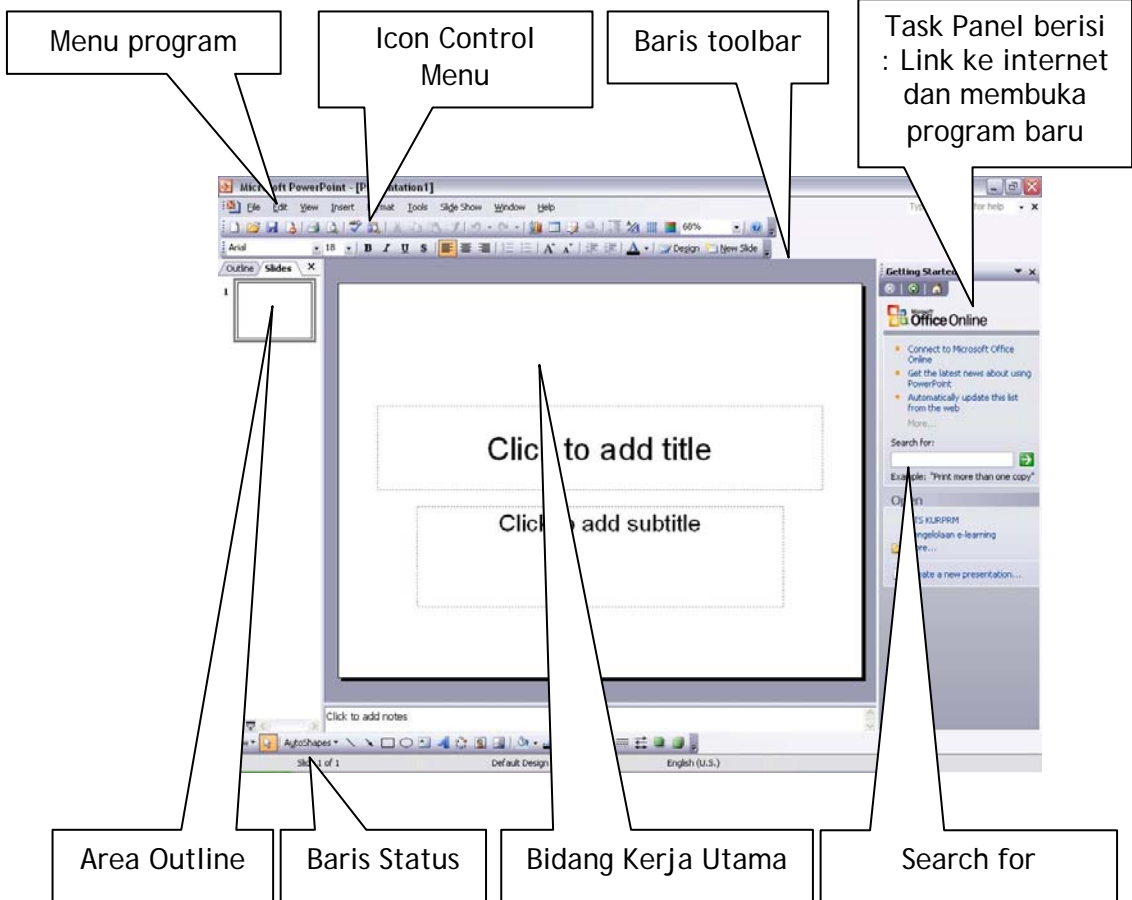 Menu program
Icon Control
Menu
Baris toolbar
Task Panel berisi
: Link ke internet
dan membuka
program baru
Microsoft PowerPoint - [Presentation1]
File Edit View Insert Format Tools Slide Show Window Help
for help
68%
Arial 18 B I U S Design New Slide
Outline Slides
Getting Started
1
Microsoft
Office Online
Connect to Microsoft Office
Online
Get the latest news about using
PowerPoint
Automatically update this list
from the web
More...
Search for:
Example: "Print more than one copy"
Open
KURPRM
e-learning
Create a new presentation...
Click to add title
Click to add subtitle
Click to add notes
AutoShapes
Slide 1 of 1 Default Design English (U.S.)
Area Outline
Baris Status
Bidang Kerja Utama
Search for